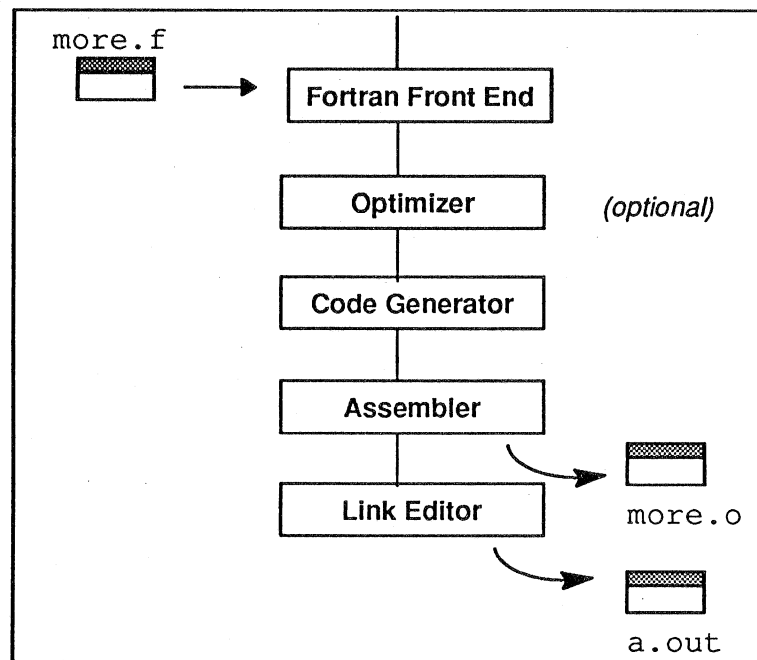 more.f
Fortran Front End
Optimizer
(optional)
Code Generator
Assembler
more.o
Link Editor
a.out